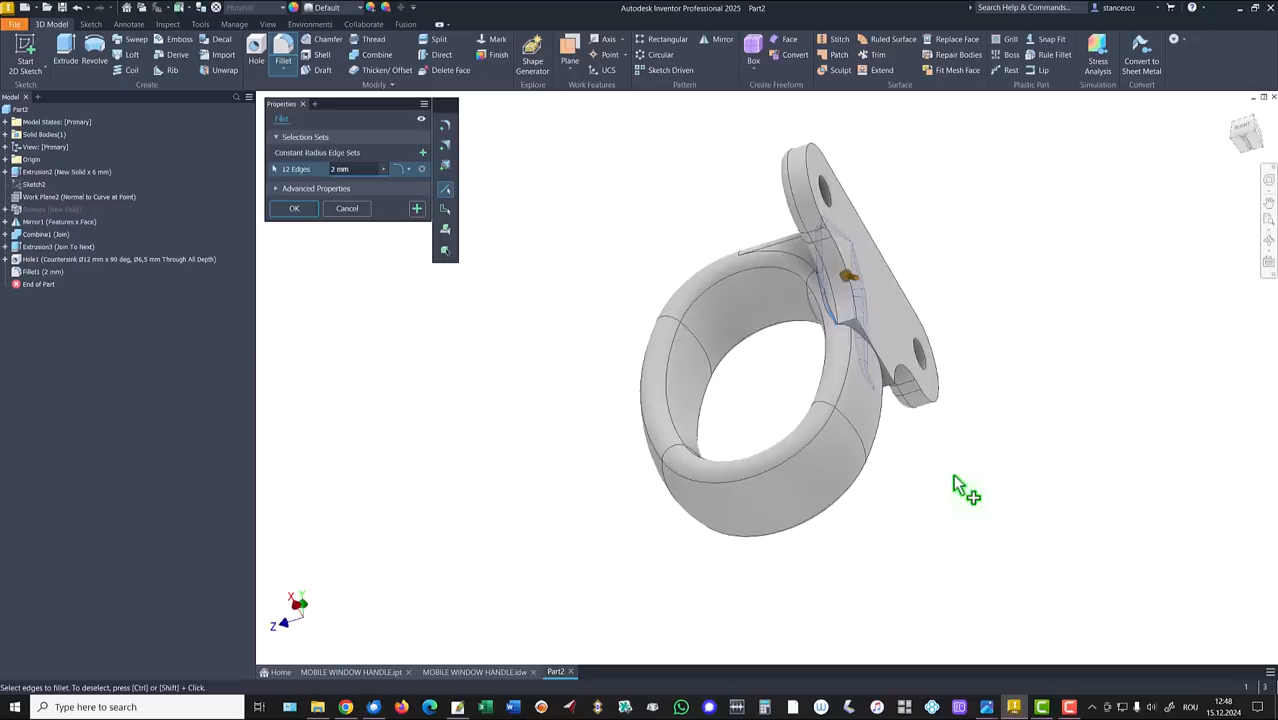 Material
Default
Autodesk Inventor Professional 2025 Part2
Search Help & Commands...
stancescu
File
3D Model
Sketch
Annotate
Inspect
Tools
Manage
View
Environments
Collaborate
Fusion
Start
2D Sketch
Extrude
Revolve
Sweep
Emboss
Decal
Loft
Derive
Import
Coil
Rib
Unwrap
Hole
Fillet
Chamfer
Thread
Split
Mark
Shell
Combine
Direct
Finish
Draft
Thicken/ Offset
Delete Face
Shape
Generator
Plane
Axis
Point
UCS
Rectangular
Mirror
Circular
Sketch Driven
Box
Face
Convert
Stitch
Ruled Surface
Replace Face
Patch
Trim
Repair Bodies
Sculpt
Extend
Fit Mesh Face
Grill
Snap Fit
Boss
Rule Fillet
Rest
Lip
Stress
Analysis
Convert to
Sheet Metal
Sketch
Create
Modify
Explore
Work Features
Pattern
Create Freeform
Surface
Plastic Part
Simulation
Sheet Metal
Model
Part2
Model States: [Primary]
Solid Bodies(1)
View: [Primary]
Origin
Extrusion2 (New Solid x 6 mm)
Sketch2
Work Plane2 (Normal to Curve at Point)
Mirror1 (Features x Face)
Combine1 (Join)
Extrusion3 (Join To Next)
Hole1 (Countersink Ø12 mm x 90 deg, Ø6,5 mm Through All Depth)
Fillet1 (2 mm)
End of Part
Properties
Fillet
Selection Sets
Constant Radius Edge Sets
12 Edges
2 mm
Advanced Properties
OK
Cancel
X
Y
Z
Home
MOBILE WINDOW HANDLE.ipt
MOBILE WINDOW HANDLE.idw
Part2
Select edges to fillet. To deselect, press [Ctrl] or [Shift] + Click.
1
3
Type here to search
ROU
12:48
15.12.2024